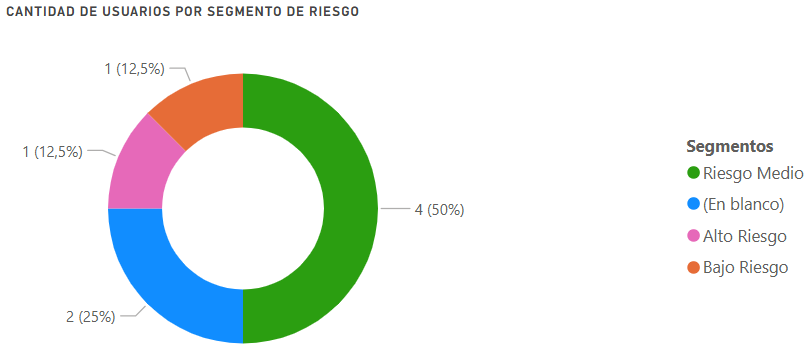 CANTIDAD DE USUARIOS POR SEGMENTO DE RIESGO
1 (12,5%)
1 (12,5%)
4 (50%)
2 (25%)
Segmentos
Riesgo Medio
(En blanco)
Alto Riesgo
Bajo Riesgo